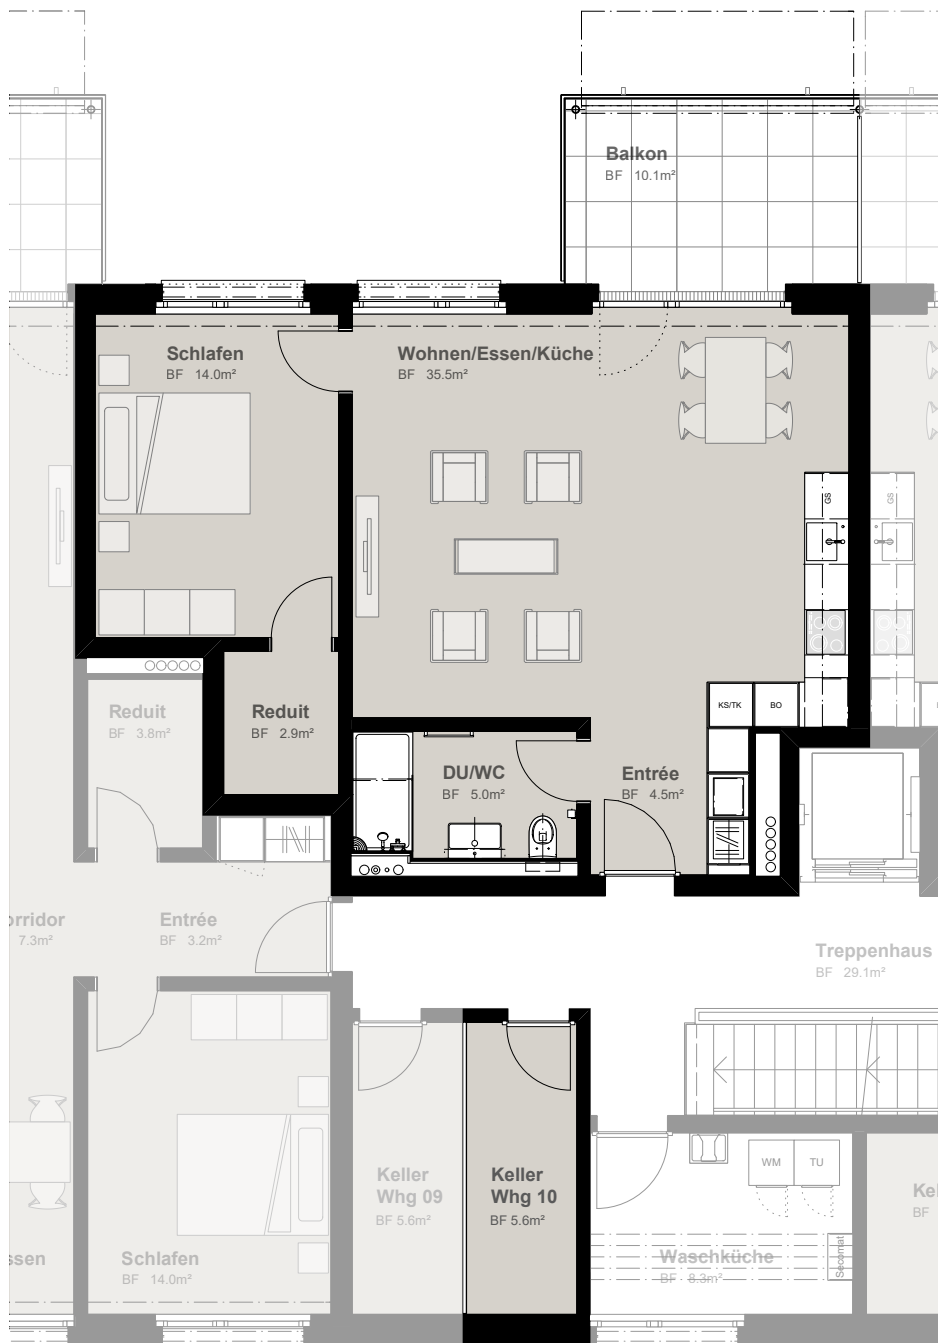 Balkon
BF 10.1m²
Schlafen
BF 14.0m²
Wohnen/Essen/Küche
BF 35.5m²
GS
GS
Reduit
BF 3.8m²
Reduit
BF 2.9m²
KS/TK
BO
DU/WC
BF 5.0m²
Entrée
BF 4.5m²
orridor
7.3m²
Entrée
BF 3.2m²
Treppenhaus
BF 29.1m²
Keller
Whg 09
BF 5.6m²
Keller
Whg 10
BF 5.6m²
WM
TU
Kel
BF
ssen
Schlafen
BF 14.0m²
Waschküche
BF 8.3m²
Secomat